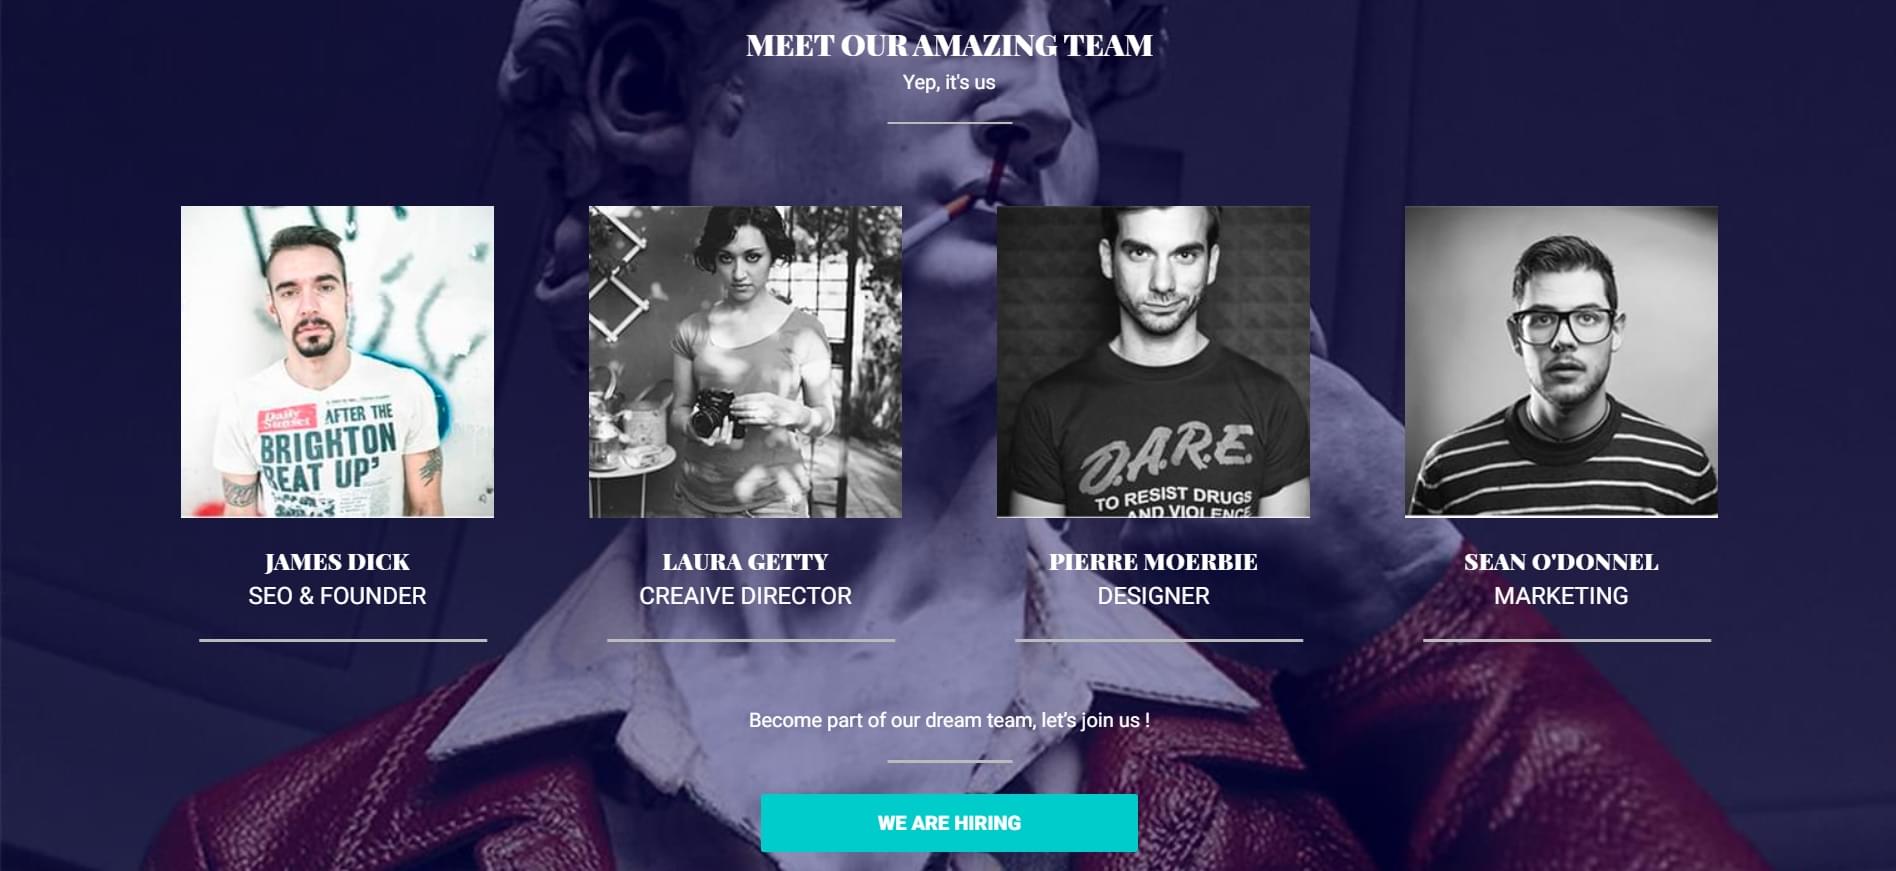 MEET OUR AMAZING TEAM
Yep, it's us
Daily
Sunset
AFTER THE
BRIGHTON
BEAT UP'
D.A.R.E.
TO RESIST DRUGS
AND VIOLENCE
JAMES DICK
SEO & FOUNDER
LAURA GETTY
CREAIVE DIRECTOR
PIERRE MOERBIE
DESIGNER
SEAN O'DONNEL
MARKETING
Become part of our dream team, let's join us !
WE ARE HIRING